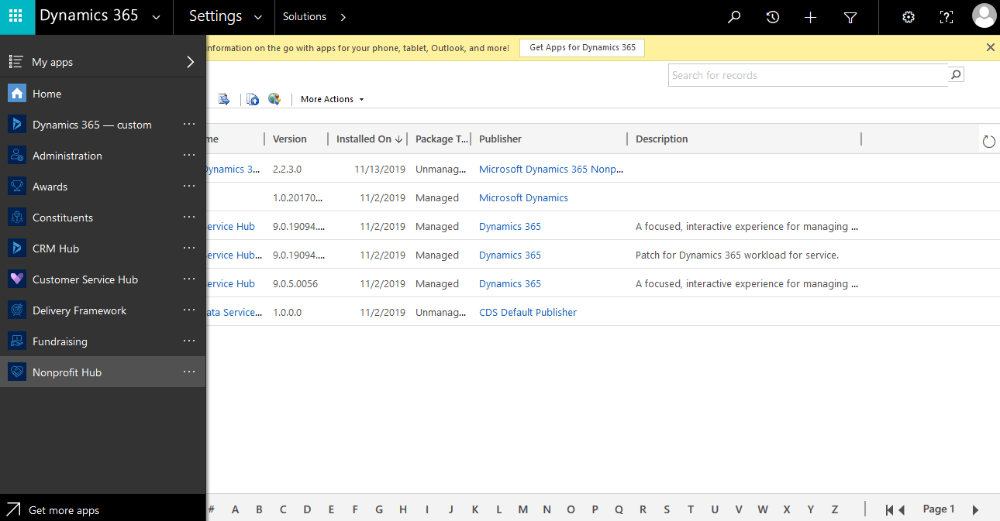 Dynamics 365 Settings Solutions
nformation on the go with apps for your phone, tablet, Outlook, and more! Get Apps for Dynamics 365
My apps
Search for records
Home
More Actions
Dynamics 365 — custom
Administration
Awards
Constituents
CRM Hub
Customer Service Hub
Delivery Framework
Fundraising
Nonprofit Hub
Get more apps
me Version Installed On Package T... Publisher Description
Dynamics 3... 2.2.3.0 11/13/2019 Unmanag... Microsoft Dynamics 365 Nonp...
1.0.20170... 11/2/2019 Managed Microsoft Dynamics
ervice Hub 9.0.19094.... 11/2/2019 Managed Dynamics 365 A focused, interactive experience for managing ...
ervice Hub... 9.0.19094.... 11/2/2019 Managed Dynamics 365 Patch for Dynamics 365 workload for service.
ervice Hub 9.0.5.0056 11/2/2019 Managed Dynamics 365 A focused, interactive experience for managing ...
ata Service... 1.0.0.0 11/2/2019 Unmanag... CDS Default Publisher
# A B C D E F G H I J K L M N O P Q R S T U V W X Y Z Page 1